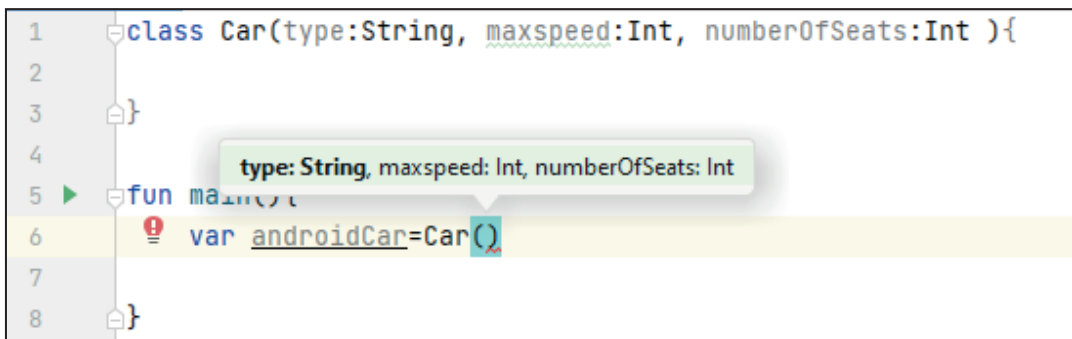 1 class Car(type:String, maxspeed:Int, numberOfSeats:Int ){
2
3 }
4
type: String, maxspeed: Int, numberOfSeats: Int
5 fun main(){
6 var androidCar=Car()
7
8 }